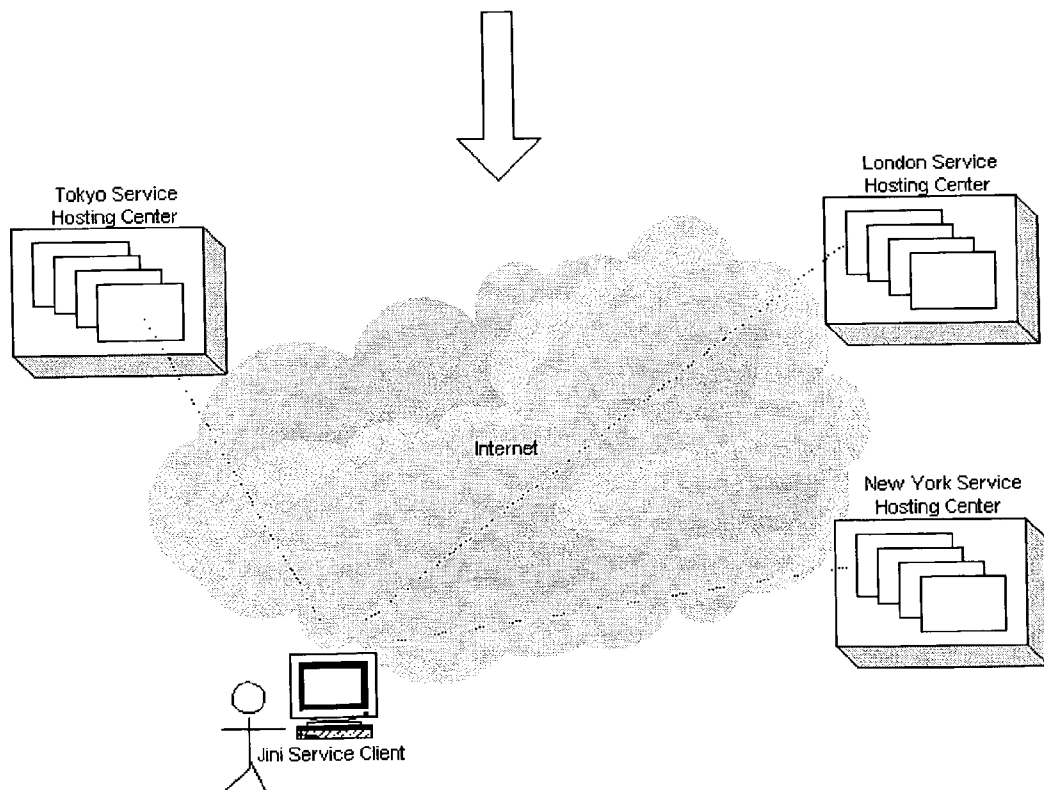 Tokyo Service
Hosting Center
London Service
Hosting Center
Internet
New York Service
Hosting Center
Jini Service Client